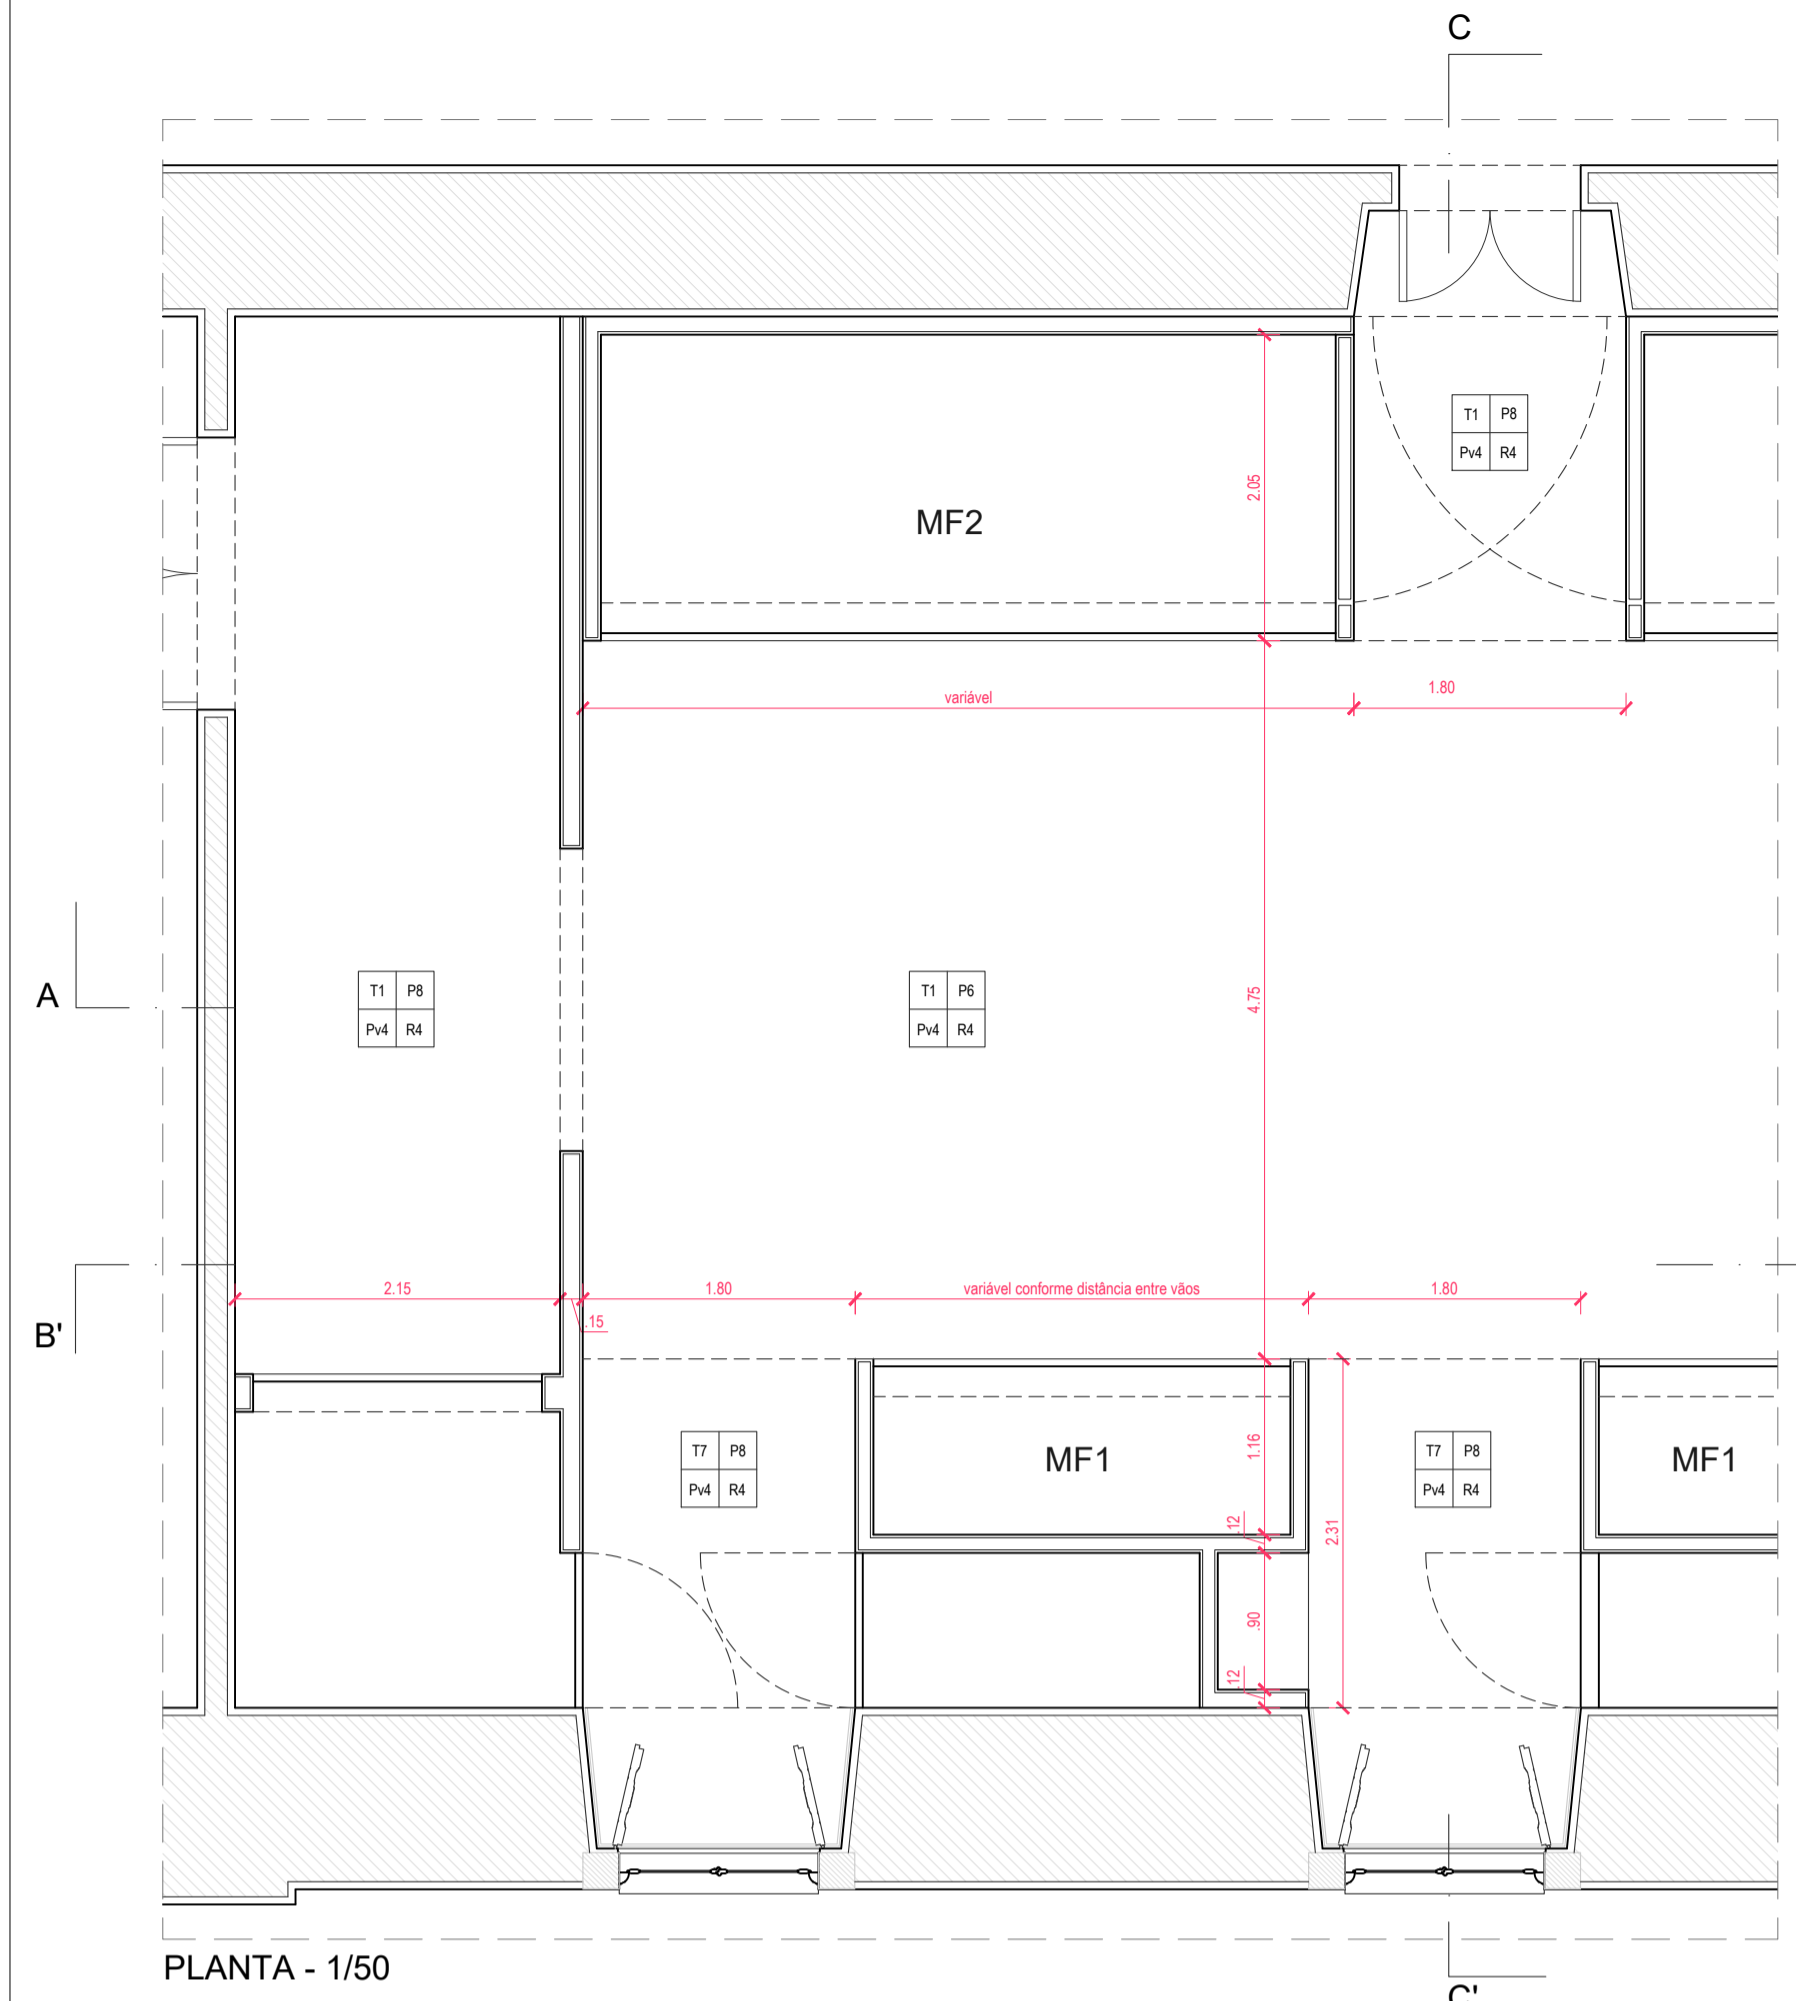 C
T1 P8
Pv4 R4
2.05
MF2
variável
1.80
A
T1 P8
Pv4 R4
T1 P6
Pv4 R4
4.75
2.15
1.80
variável conforme distância entre vãos
1.80
.15
B'
T7 P8
Pv4 R4
MF1
1.16
T7 P8
Pv4 R4
MF1
.12
2.31
.90
.12
PLANTA - 1/50
C'